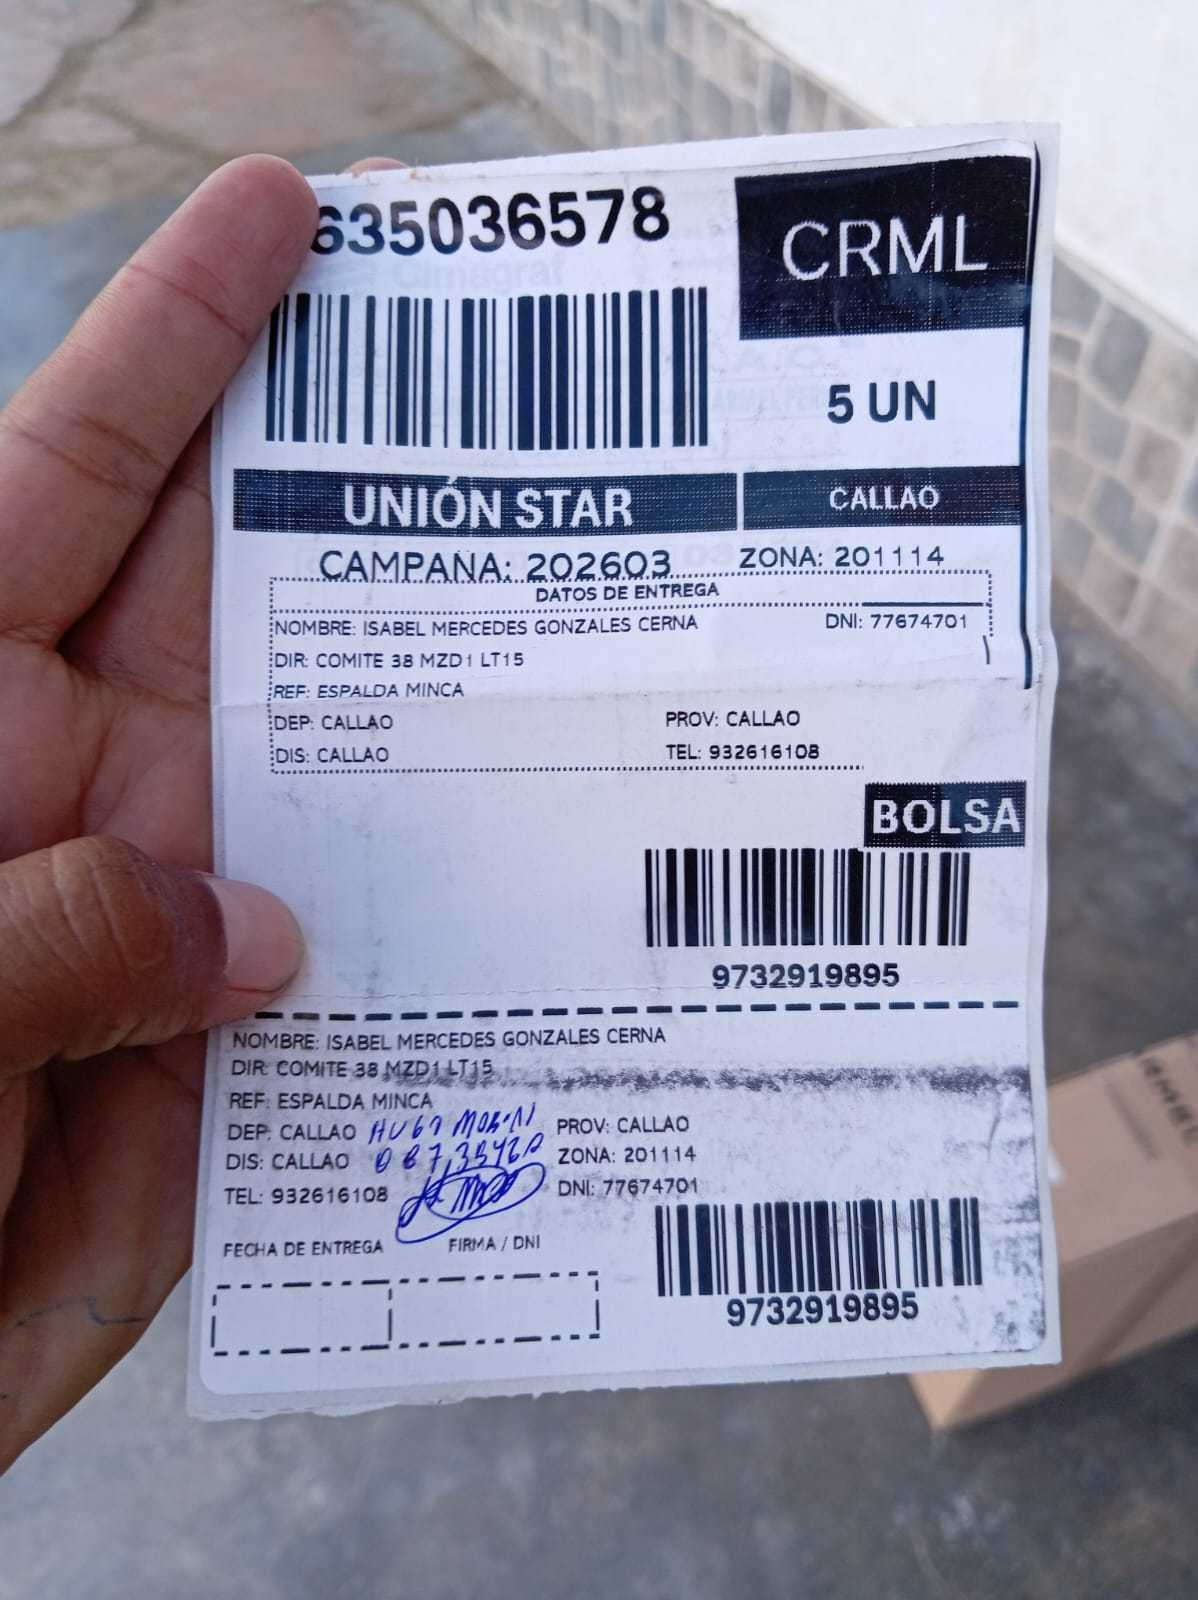 635036578
CRML
5 UN
UNIÓN STAR
CALLAO
CAMPAÑA: 202603 ZONA: 201114
DATOS DE ENTREGA
NOMBRE: ISABEL MERCEDES GONZALES CERNA DNI: 77674701
DIR: COMITE 38 MZD1 LT15
REF: ESPALDA MINCA
DEP: CALLAO PROV: CALLAO
DIS: CALLAO TEL: 932616108
BOLSA
9732919895
NOMBRE: ISABEL MERCEDES GONZALES CERNA
DIR: COMITE 38 MZD1 LT15
REF: ESPALDA MINCA
DEP: CALLAO PROV: CALLAO
DIS: CALLAO ZONA: 201114
TEL: 932616108 DNI: 77674701
FECHA DE ENTREGA FIRMA / DNI
9732919895